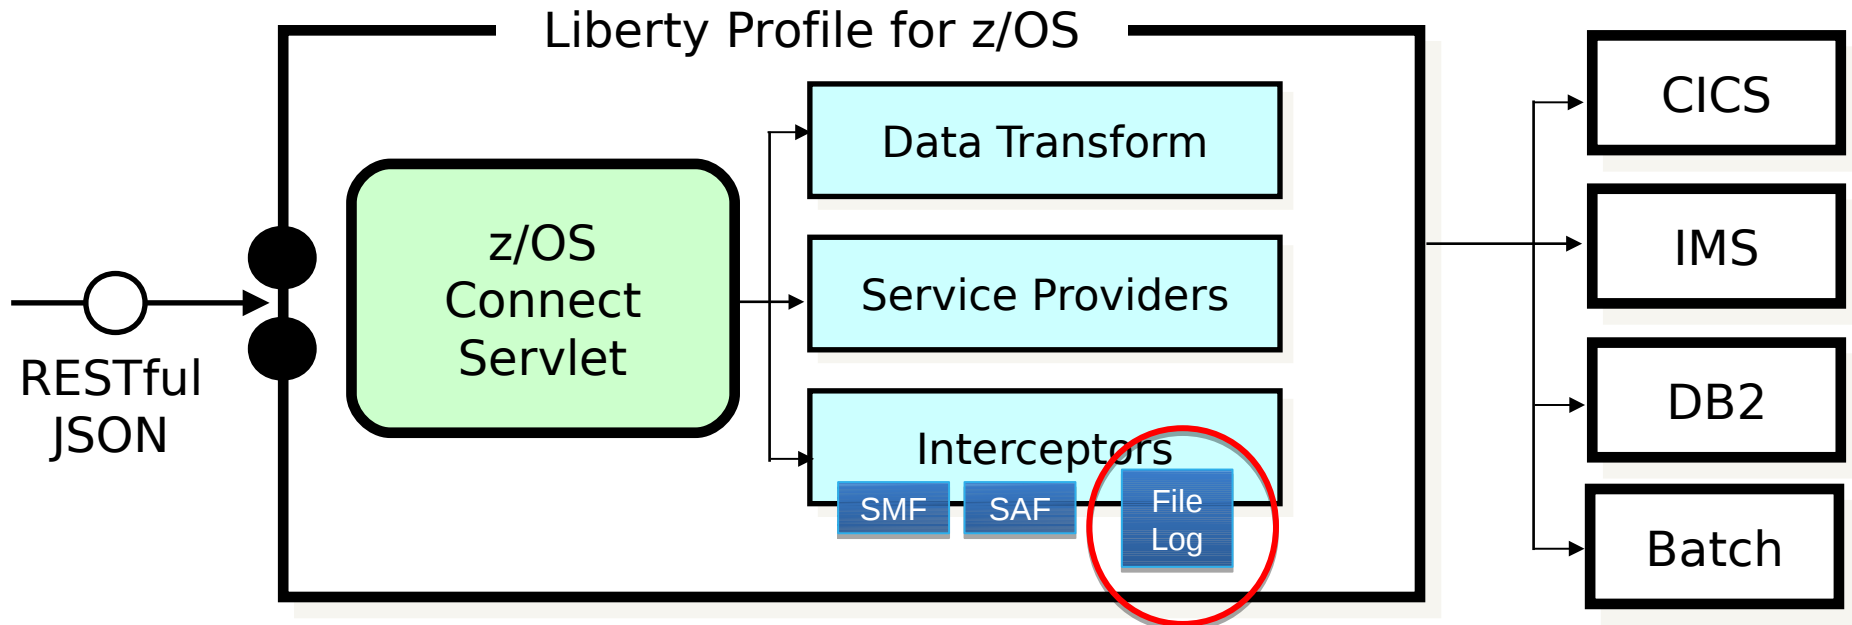 Liberty Profile for z/OS
RESTful
JSON
z/OS
Connect
Servlet
Data Transform
Service Providers
Interceptors
SMF
SAF
File
Log
CICS
IMS
DB2
Batch